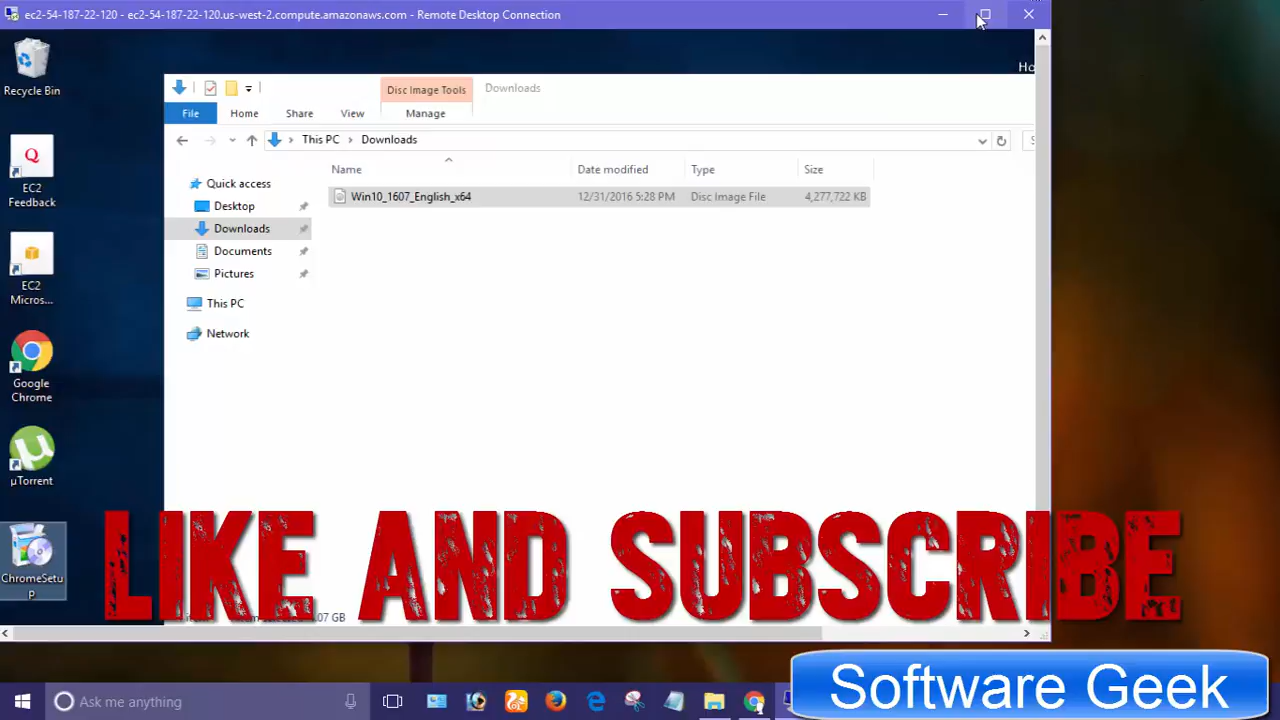 ec2-54-187-22-120 - ec2-54-187-22-120.us-west-2.compute.amazonaws.com - Remote Desktop Connection
Recycle Bin
Ho
Disc Image Tools
Downloads
File
Home
Share
View
Manage
This PC
Downloads
Name
Date modified
Type
Size
Quick access
Win10_1607_English_x64
12/31/2016 5:28 PM
Disc Image File
4,277,722 KB
Desktop
Downloads
Documents
Pictures
This PC
Network
EC2
Feedback
EC2
Micros...
Google
Chrome
µTorrent
ChromeSetu
p
LIKE AND SUBSCRIBE
.07 GB
Ask me anything
Software Geek